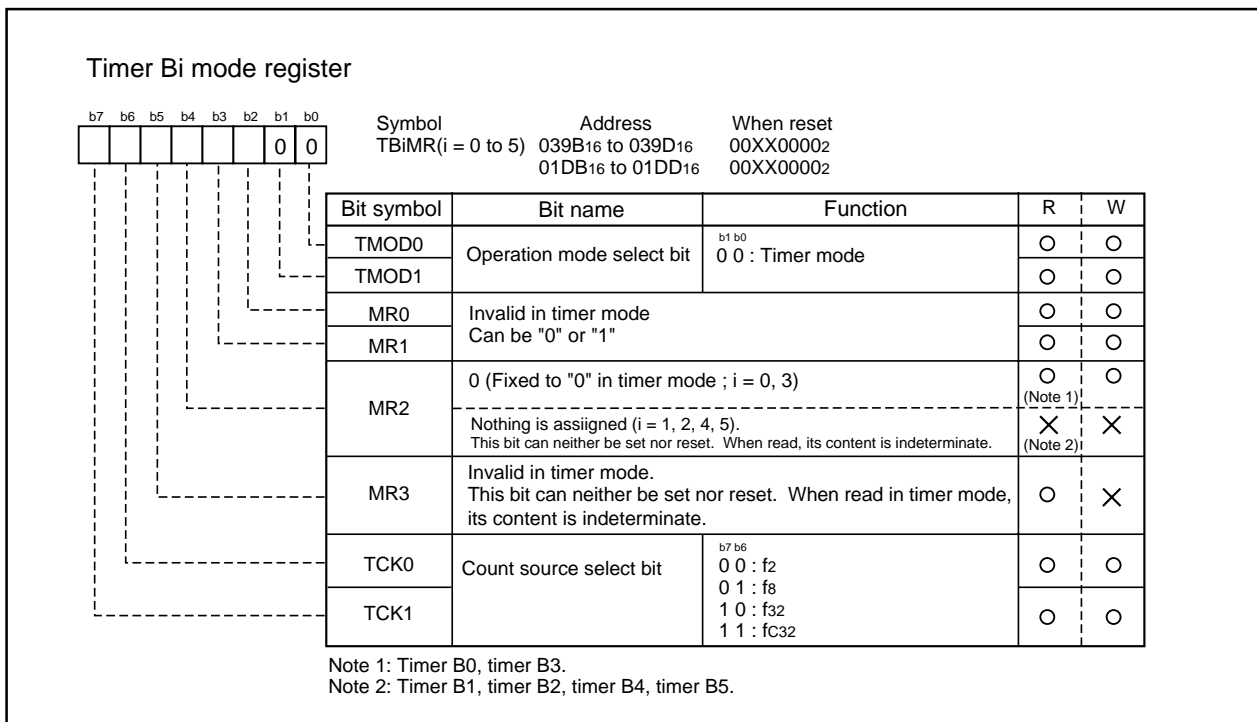 Timer Bi mode register
b7 b6 b5 b4 b3 b2 b1 b0
0 0
Symbol Address When reset
TBiMR(i = 0 to 5) 039B16 to 039D16 00XX00002
01DB16 to 01DD16 00XX00002
Bit symbol Bit name Function R W
TMOD0 Operation mode select bit b1 b0
0 0 : Timer mode O O
TMOD1 O O
MR0 Invalid in timer mode O O
MR1 Can be "0" or "1" O O
MR2 0 (Fixed to "0" in timer mode ; i = 0, 3) O O
(Note 1)
Nothing is assiigned (i = 1, 2, 4, 5). X X
This bit can neither be set nor reset. When read, its content is indeterminate. (Note 2)
MR3 Invalid in timer mode.
This bit can neither be set nor reset. When read in timer mode, O X
its content is indeterminate.
TCK0 Count source select bit b7 b6
0 0 : f2 O O
0 1 : f8
TCK1 1 0 : f32 O O
1 1 : fC32
Note 1: Timer B0, timer B3.
Note 2: Timer B1, timer B2, timer B4, timer B5.